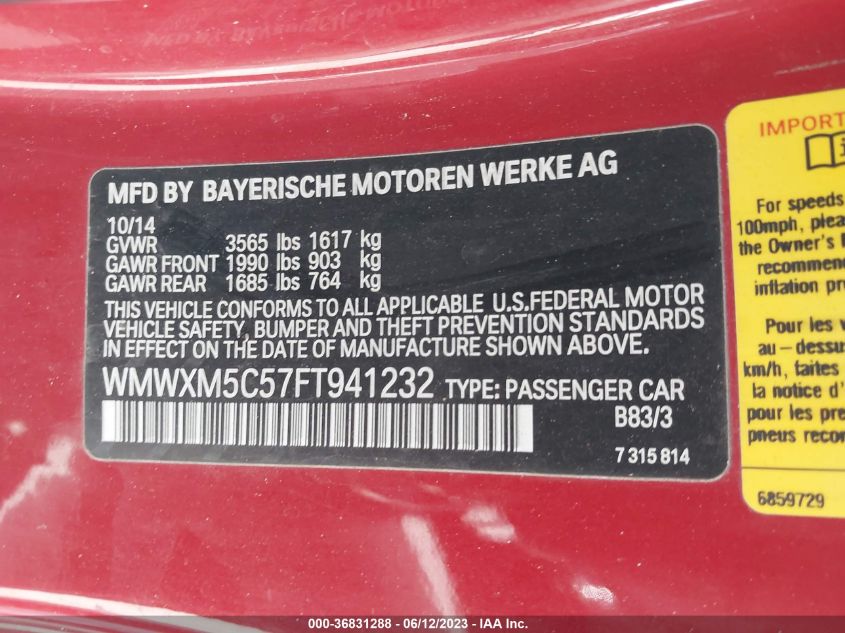 MFD BY BAYERISCHE MOTOREN WERKE AG
10/14
GVWR 3565 lbs 1617 kg
GAWR FRONT 1990 lbs 903 kg
GAWR REAR 1685 lbs 764 kg
THIS VEHICLE CONFORMS TO ALL APPLICABLE U.S.FEDERAL MOTOR
VEHICLE SAFETY, BUMPER AND THEFT PREVENTION STANDARDS
IN EFFECT ON THE DATE OF MANUFACTURE SHOWN ABOVE.
WMWXM5C57FT941232 TYPE: PASSENGER CAR
B83/3
7 315 814
IMPORT
For speeds
100mph, plea
the Owner's
recommen
inflation pr
Pour les v
au-dessu
km/h, faites
la notice d'
pour les pre
pneus recor
6859729
000-36831288 - 06/12/2023 - IAA Inc.